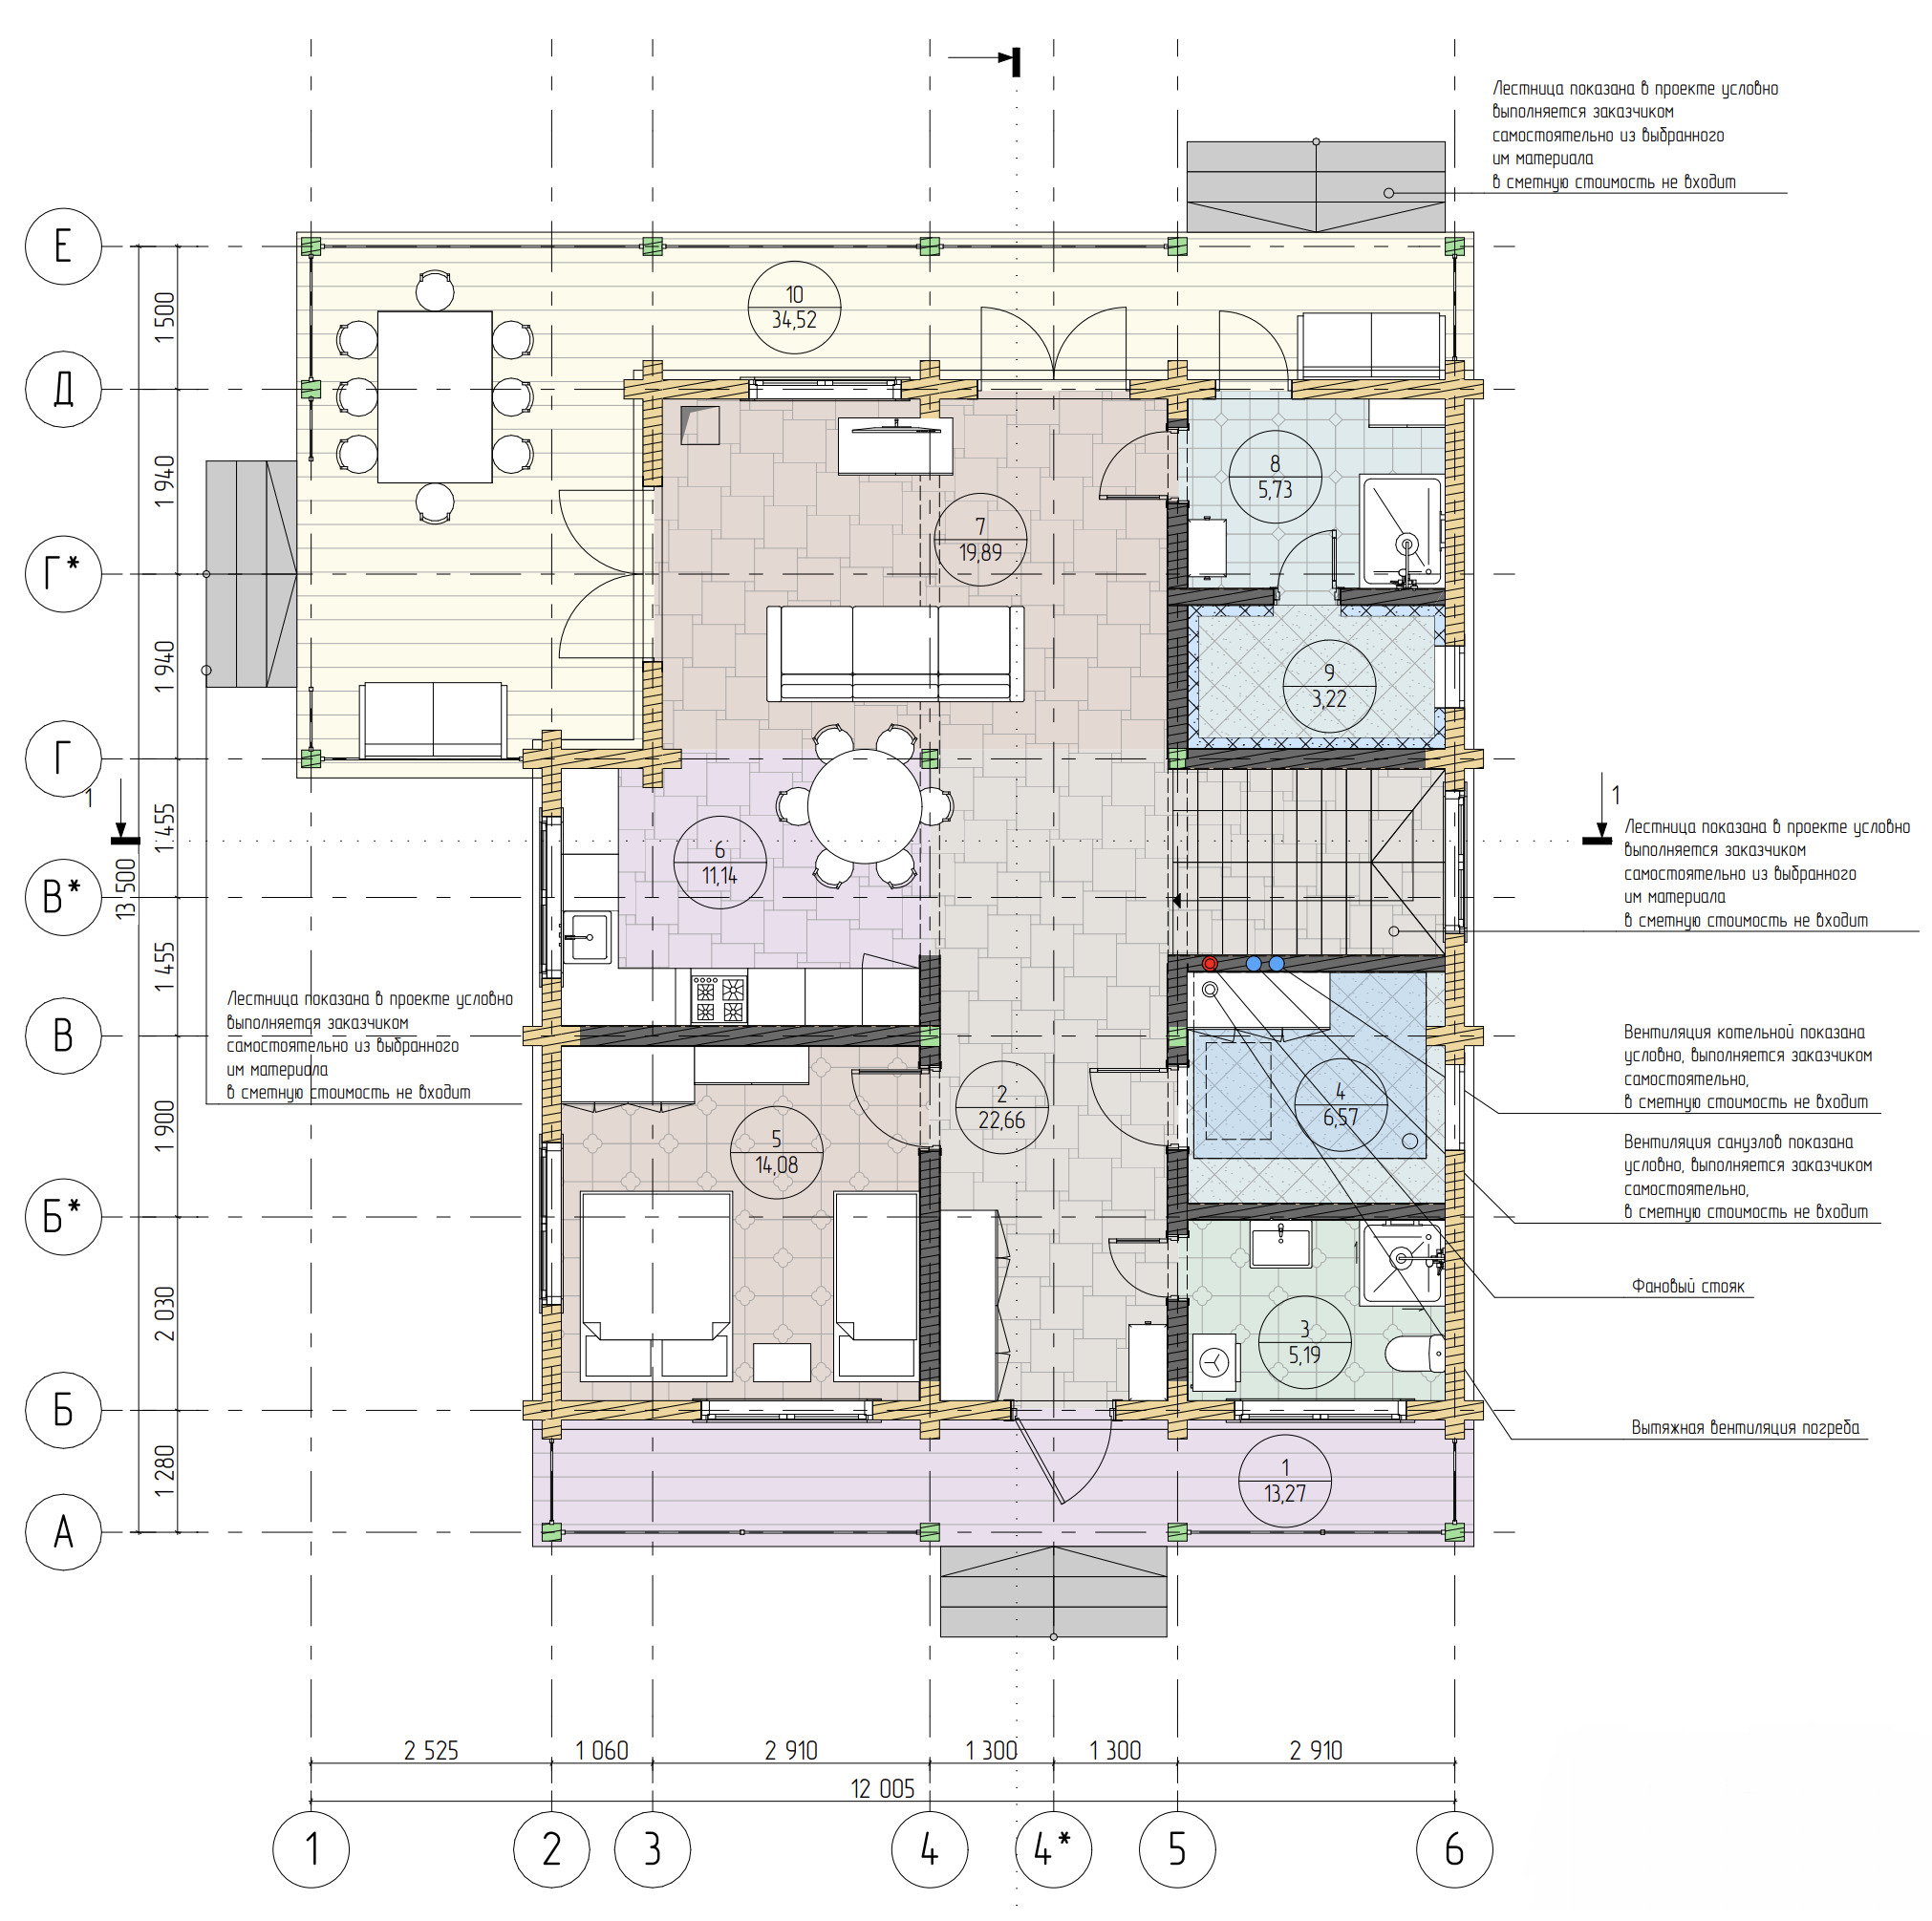 Лестница показана в проекте условно
выполняется заказчиком
самостоятельно из выбранного
им материала
в сметную стоимость не входит
Е
Д
Г*
Г
В*
В
Б*
Б
А
1 500
1 940
1 940
1 455
1 455
1 900
2 030
1 280
13 500
10
34,52
8
5,73
7
19,89
9
3,22
1
1
6
11,14
Лестница показана в проекте условно
выполняется заказчиком
самостоятельно из выбранного
им материала
в сметную стоимость не входит
Лестница показана в проекте условно
выполняется заказчиком
самостоятельно из выбранного
им материала
в сметную стоимость не входит
2
22,66
4
6,57
5
14,08
Вентиляция котельной показана
условно, выполняется заказчиком
самостоятельно,
в сметную стоимость не входит
Вентиляция санузлов показана
условно, выполняется заказчиком
самостоятельно,
в сметную стоимость не входит
Фановый стояк
3
5,19
Вытяжная вентиляция погреба
1
13,27
2 525
1 060
2 910
1 300
1 300
2 910
12 005
1
2
3
4
4*
5
6